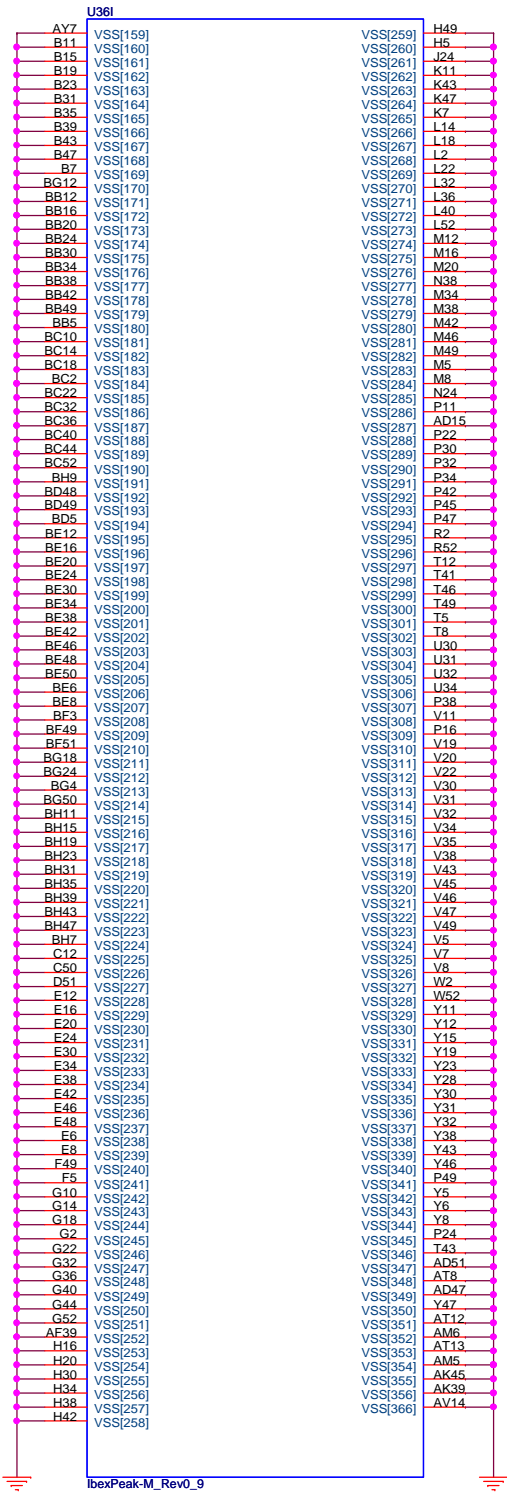 U36I
AY7 VSS[159] VSS[259] H49
B11 VSS[160] VSS[260] H5
B15 VSS[161] VSS[261] J24
B19 VSS[162] VSS[262] K11
B23 VSS[163] VSS[263] K43
B31 VSS[164] VSS[264] K47
B35 VSS[165] VSS[265] K7
B39 VSS[166] VSS[266] L14
B43 VSS[167] VSS[267] L18
B47 VSS[168] VSS[268] L2
B7 VSS[169] VSS[269] L22
BG12 VSS[170] VSS[270] L32
BB12 VSS[171] VSS[271] L36
BB16 VSS[172] VSS[272] L40
BB20 VSS[173] VSS[273] L52
BB24 VSS[174] VSS[274] M12
BB30 VSS[175] VSS[275] M16
BB34 VSS[176] VSS[276] M20
BB38 VSS[177] VSS[277] N38
BB42 VSS[178] VSS[278] M34
BB49 VSS[179] VSS[279] M38
BB5 VSS[180] VSS[280] M42
BC10 VSS[181] VSS[281] M46
BC14 VSS[182] VSS[282] M49
BC18 VSS[183] VSS[283] M5
BC2 VSS[184] VSS[284] M8
BC22 VSS[185] VSS[285] N24
BC32 VSS[186] VSS[286] P11
BC36 VSS[187] VSS[287] AD15
BC40 VSS[188] VSS[288] P22
BC44 VSS[189] VSS[289] P30
BC52 VSS[190] VSS[290] P32
BH9 VSS[191] VSS[291] P34
BD48 VSS[192] VSS[292] P42
BD49 VSS[193] VSS[293] P45
BD5 VSS[194] VSS[294] P47
BE12 VSS[195] VSS[295] R2
BE16 VSS[196] VSS[296] R52
BE20 VSS[197] VSS[297] T12
BE24 VSS[198] VSS[298] T41
BE30 VSS[199] VSS[299] T46
BE34 VSS[200] VSS[300] T49
BE38 VSS[201] VSS[301] T5
BE42 VSS[202] VSS[302] T8
BE46 VSS[203] VSS[303] U30
BE48 VSS[204] VSS[304] U31
BE50 VSS[205] VSS[305] U32
BE6 VSS[206] VSS[306] U34
BE8 VSS[207] VSS[307] P38
BF3 VSS[208] VSS[308] V11
BF49 VSS[209] VSS[309] P16
BF51 VSS[210] VSS[310] V19
BG18 VSS[211] VSS[311] V20
BG24 VSS[212] VSS[312] V22
BG4 VSS[213] VSS[313] V30
BG50 VSS[214] VSS[314] V31
BH11 VSS[215] VSS[315] V32
BH15 VSS[216] VSS[316] V34
BH19 VSS[217] VSS[317] V35
BH23 VSS[218] VSS[318] V38
BH31 VSS[219] VSS[319] V43
BH35 VSS[220] VSS[320] V45
BH39 VSS[221] VSS[321] V46
BH43 VSS[222] VSS[322] V47
BH47 VSS[223] VSS[323] V49
BH7 VSS[224] VSS[324] V5
C12 VSS[225] VSS[325] V7
C50 VSS[226] VSS[326] V8
D51 VSS[227] VSS[327] W2
E12 VSS[228] VSS[328] W52
E16 VSS[229] VSS[329] Y11
E20 VSS[230] VSS[330] Y12
E24 VSS[231] VSS[331] Y15
E30 VSS[232] VSS[332] Y19
E34 VSS[233] VSS[333] Y23
E38 VSS[234] VSS[334] Y28
E42 VSS[235] VSS[335] Y30
E46 VSS[236] VSS[336] Y31
E48 VSS[237] VSS[337] Y32
E6 VSS[238] VSS[338] Y38
E8 VSS[239] VSS[339] Y43
F49 VSS[240] VSS[340] Y46
F5 VSS[241] VSS[341] P49
G10 VSS[242] VSS[342] Y5
G14 VSS[243] VSS[343] Y6
G18 VSS[244] VSS[344] Y8
G2 VSS[245] VSS[345] P24
G22 VSS[246] VSS[346] T43
G32 VSS[247] VSS[347] AD51
G36 VSS[248] VSS[348] AT8
G40 VSS[249] VSS[349] AD47
G44 VSS[250] VSS[350] Y47
G52 VSS[251] VSS[351] AT12
AF39 VSS[252] VSS[352] AM6
H16 VSS[253] VSS[353] AT13
H20 VSS[254] VSS[354] AM5
H30 VSS[255] VSS[355] AK45
H34 VSS[256] VSS[356] AK39
H38 VSS[257] VSS[366] AV14
H42 VSS[258]
IbexPeak-M_Rev0_9